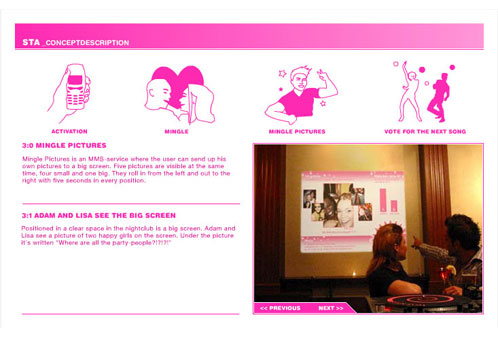 STA _CONCEPTDESCRIPTION
ACTIVATION
MINGLE
MINGLE PICTURES
VOTE FOR THE NEXT SONG
3:0 MINGLE PICTURES
Mingle Pictures is an MMS-service where the user can send up his
own pictures to a big screen. Five pictures are visible at the same
time, four small and one big. They roll in from the left and out to the
right with five seconds in every position.
3:1 ADAM AND LISA SEE THE BIG SCREEN
Positioned in a clear space in the nightclub is a big screen. Adam and
Lisa see a picture of two happy girls on the screen. Under the picture
it's written "Where are all the party-people?!?!?!"
<< PREVIOUS
NEXT >>